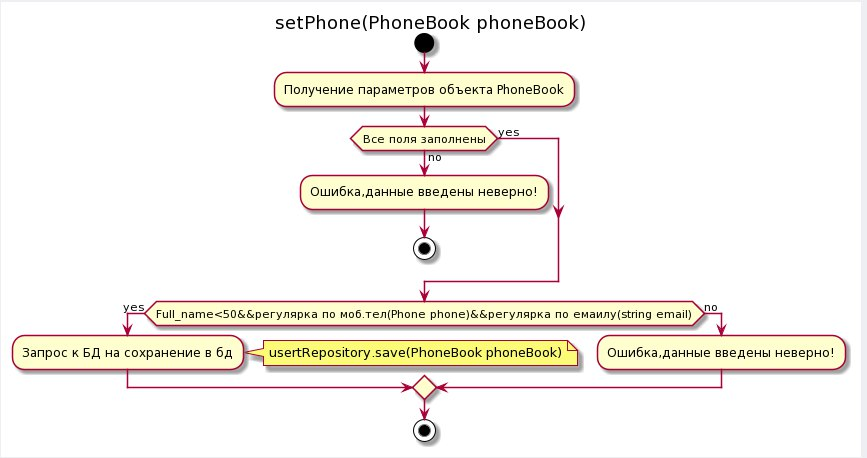 setPhone(PhoneBook phoneBook)
Получение параметров объекта PhoneBook
Все поля заполнены
yes
no
Ошибка,данные введены неверно!
yes
Full_name<50&&регулярка по моб.тел(Phone phone)&&регулярка по емаилу(string email)
no
Запрос к БД на сохранение в бд
usertRepository.save(PhoneBook phoneBook)
Ошибка,данные введены неверно!